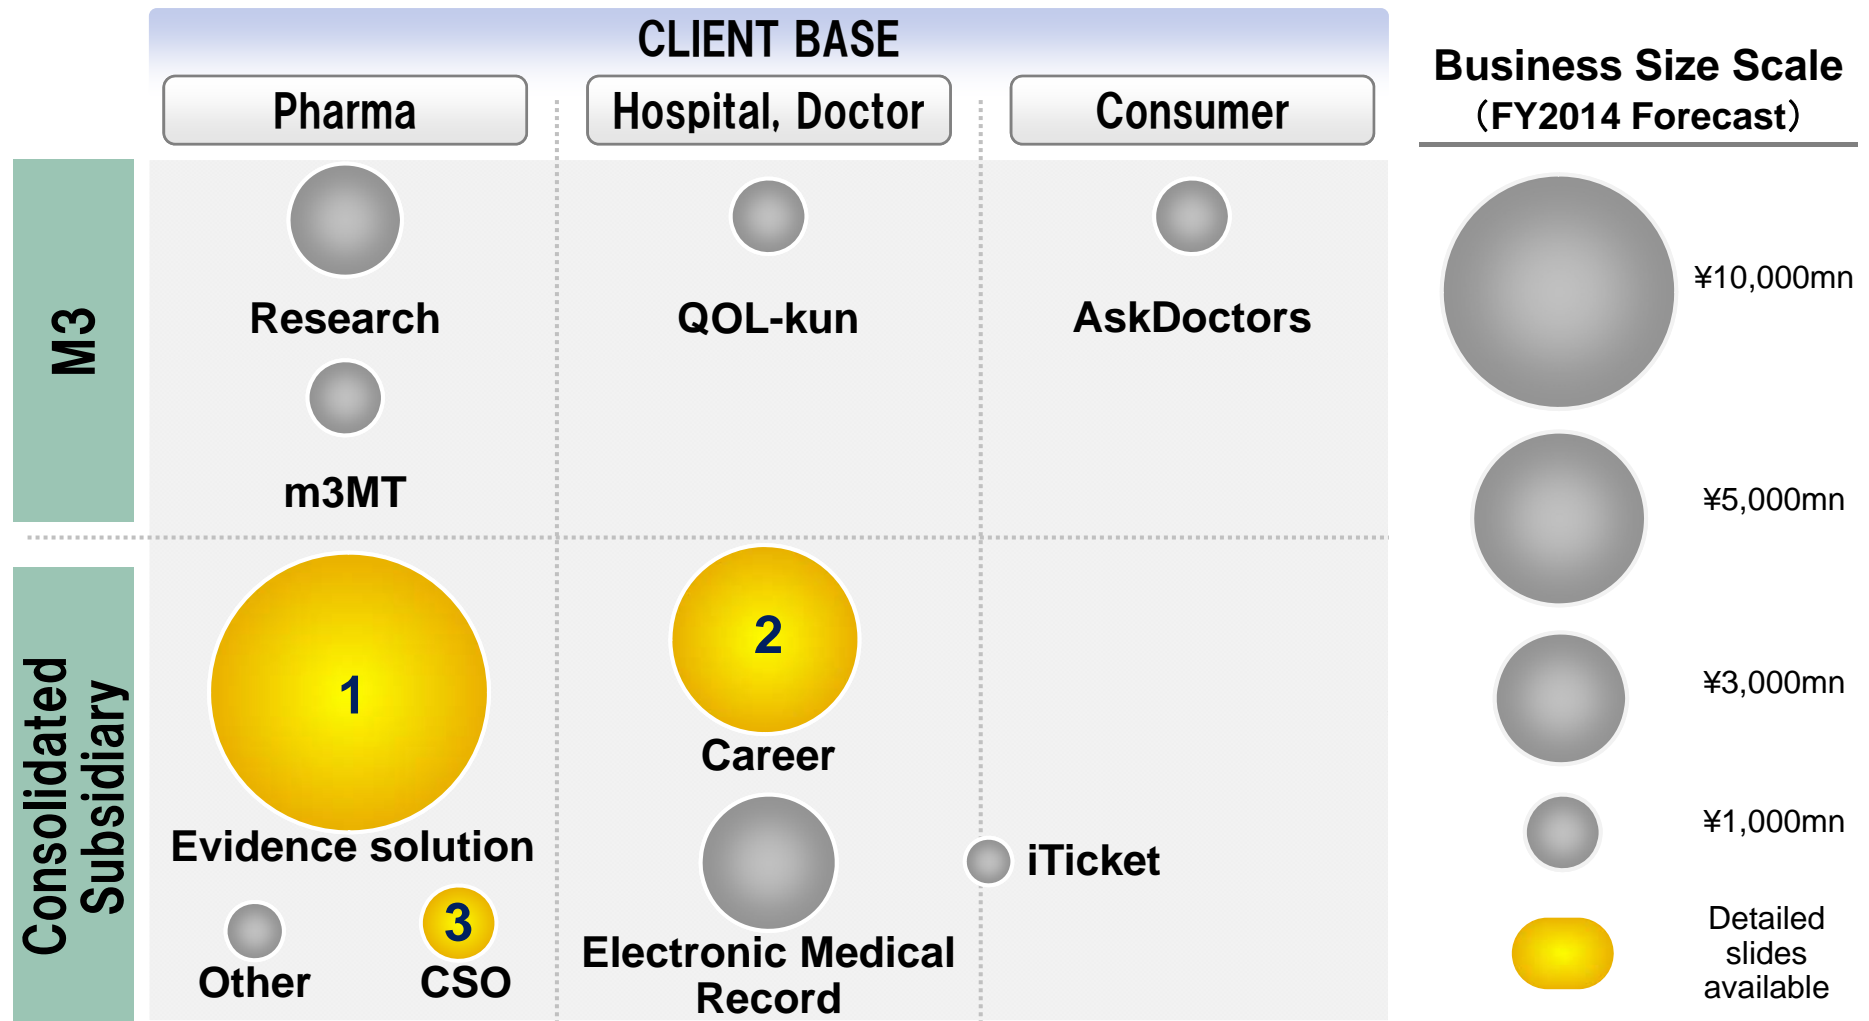 CLIENT BASE
Pharma
Hospital, Doctor
Consumer
Business Size Scale
(FY2014 Forecast)
M3
Research
QOL-kun
AskDoctors
m3MT
¥10,000mn
¥5,000mn
¥3,000mn
¥1,000mn
Detailed
slides
available
Consolidated
Subsidiary
1
Evidence solution
2
Career
Other
3
CSO
Electronic Medical
Record
iTicket